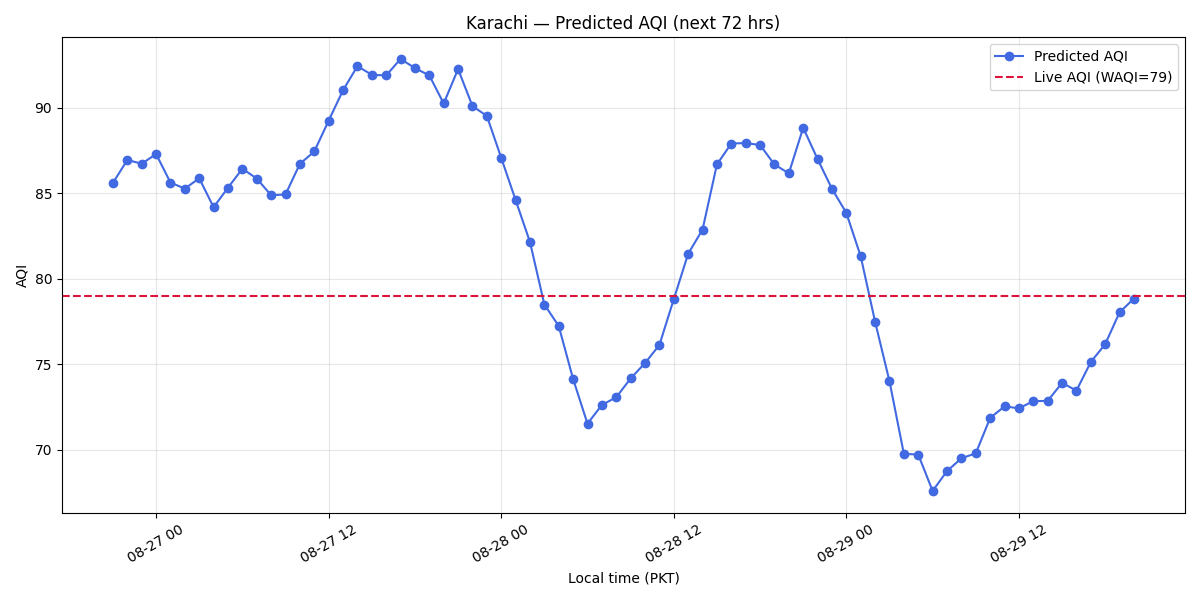 Karachi — Predicted AQI (next 72 hrs)
Predicted AQI
Live AQI (WAQI=79)
AQI
90
85
80
75
70
08-27 00
08-27 12
08-28 00
08-28 12
08-29 00
08-29 12
Local time (PKT)